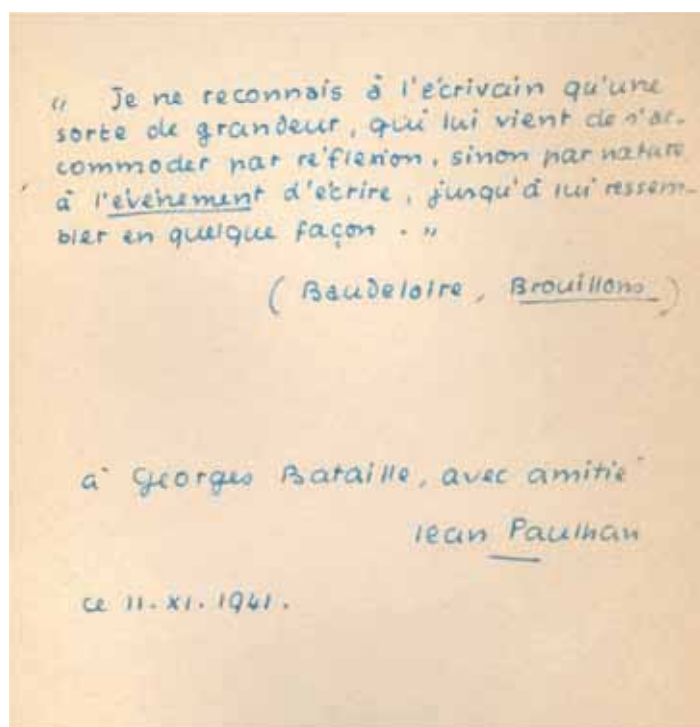 " Je ne reconnais à l'écrivain qu'une
sorte de grandeur, qui lui vient de s'ac-
commoder par réflexion, sinon par nature
à l'évènement d'écrire, jusqu'à lui ressem-
bler en quelque façon. "
( Baudelaire, Brouillons )
à Georges Bataille, avec amitié
Jean Paulhan
ce 11. XI. 1941.